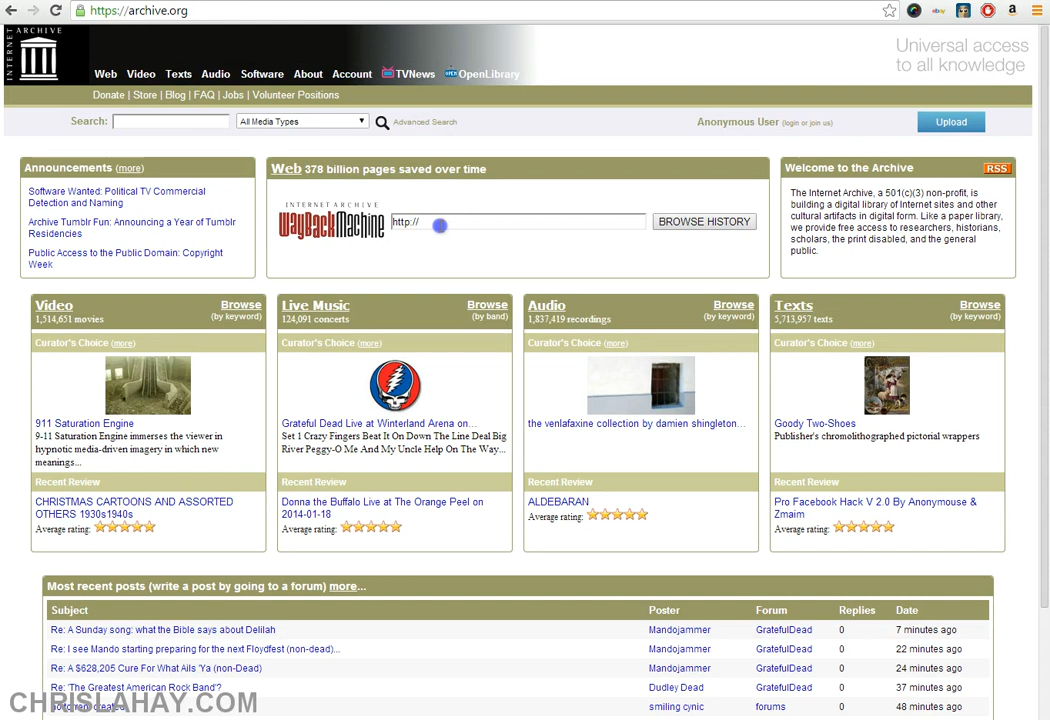 https://archive.org
INTERNET ARCHIVE
Universal access
to all knowledge
Web Video Texts Audio Software About Account TVNews OpenLibrary
Donate | Store | Blog | FAQ | Jobs | Volunteer Positions
Search: All Media Types Advanced Search Anonymous User (login or join us) Upload
Announcements (more)
Software Wanted: Political TV Commercial
Detection and Naming
Archive Tumblr Fun: Announcing a Year of Tumblr
Residencies
Public Access to the Public Domain: Copyright
Week
Web 378 billion pages saved over time
INTERNET ARCHIVE
WayBackMachine
http://
BROWSE HISTORY
Welcome to the Archive RSS
The Internet Archive, a 501(c)(3) non-profit, is
building a digital library of Internet sites and other
cultural artifacts in digital form. Like a paper library,
we provide free access to researchers, historians,
scholars, the print disabled, and the general
public.
Video Browse
1,514,651 movies (by keyword)
Curator's Choice (more)
911 Saturation Engine
9-11 Saturation Engine immerses the viewer in
hypnotic media-driven imagery in which new
meanings...
Recent Review
CHRISTMAS CARTOONS AND ASSORTED
OTHERS 1930s1940s
Average rating:
Live Music Browse
124,091 concerts (by band)
Curator's Choice (more)
Grateful Dead Live at Winterland Arena on...
Set 1 Crazy Fingers Beat It On Down The Line Deal Big
River Peggy-O Me And My Uncle Help On The Way...
Recent Review
Donna the Buffalo Live at The Orange Peel on
2014-01-18
Average rating:
Audio Browse
1,837,419 recordings (by keyword)
Curator's Choice (more)
the venlafaxine collection by damien shingleton...
Recent Review
ALDEBARAN
Average rating:
Texts Browse
5,713,957 texts (by keyword)
Curator's Choice (more)
Goody Two-Shoes
Publisher's chromolithographed pictorial wrappers
Recent Review
Pro Facebook Hack V 2.0 By Anonymouse &
Zmaim
Average rating:
Most recent posts (write a post by going to a forum) more...
Subject Poster Forum Replies Date
Re: A Sunday song: what the Bible says about Delilah Mandojammer GratefulDead 0 7 minutes ago
Re: I see Mando starting preparing for the next Floydfest (non-dead)... Mandojammer GratefulDead 0 22 minutes ago
Re: A $628,205 Cure For What Ails 'Ya (non-Dead) Mandojammer GratefulDead 0 24 minutes ago
Re: 'The Greatest American Rock Band'? Dudley Dead GratefulDead 0 37 minutes ago
smiling cynic forums 0 48 minutes ago
CHRISLAHAY.COM